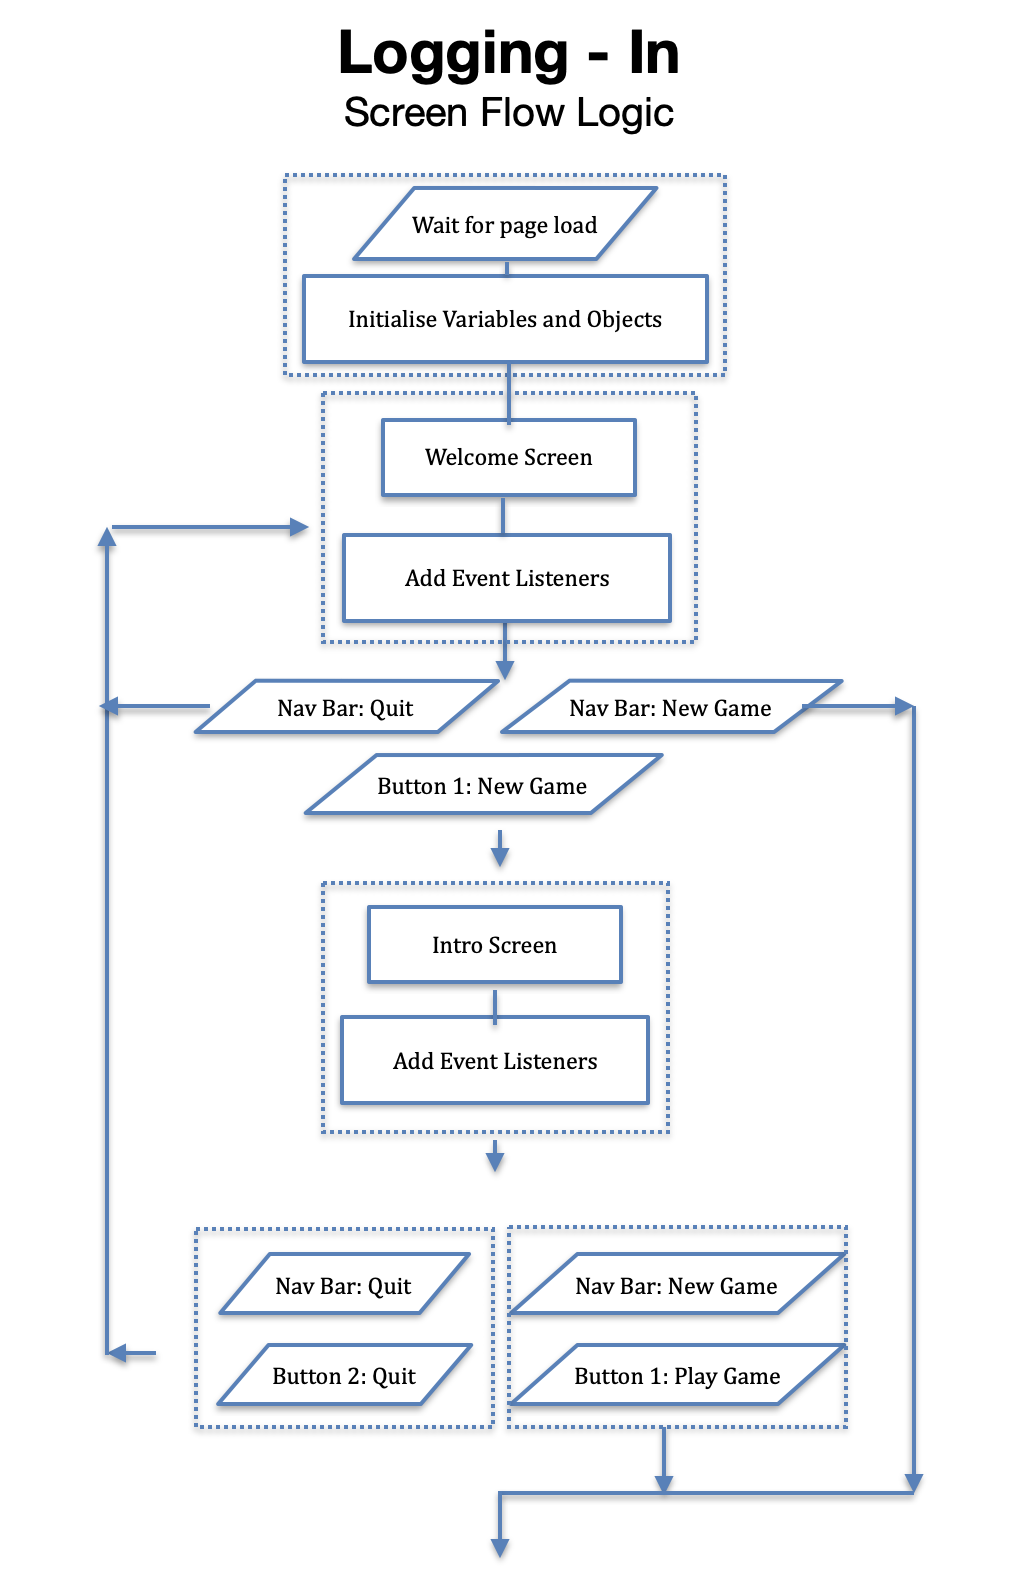 Logging - In
Screen Flow Logic
Wait for page load
Initialise Variables and Objects
Welcome Screen
Add Event Listeners
Nav Bar: Quit
Nav Bar: New Game
Button 1: New Game
Intro Screen
Add Event Listeners
Nav Bar: Quit
Nav Bar: New Game
Button 2: Quit
Button 1: Play Game